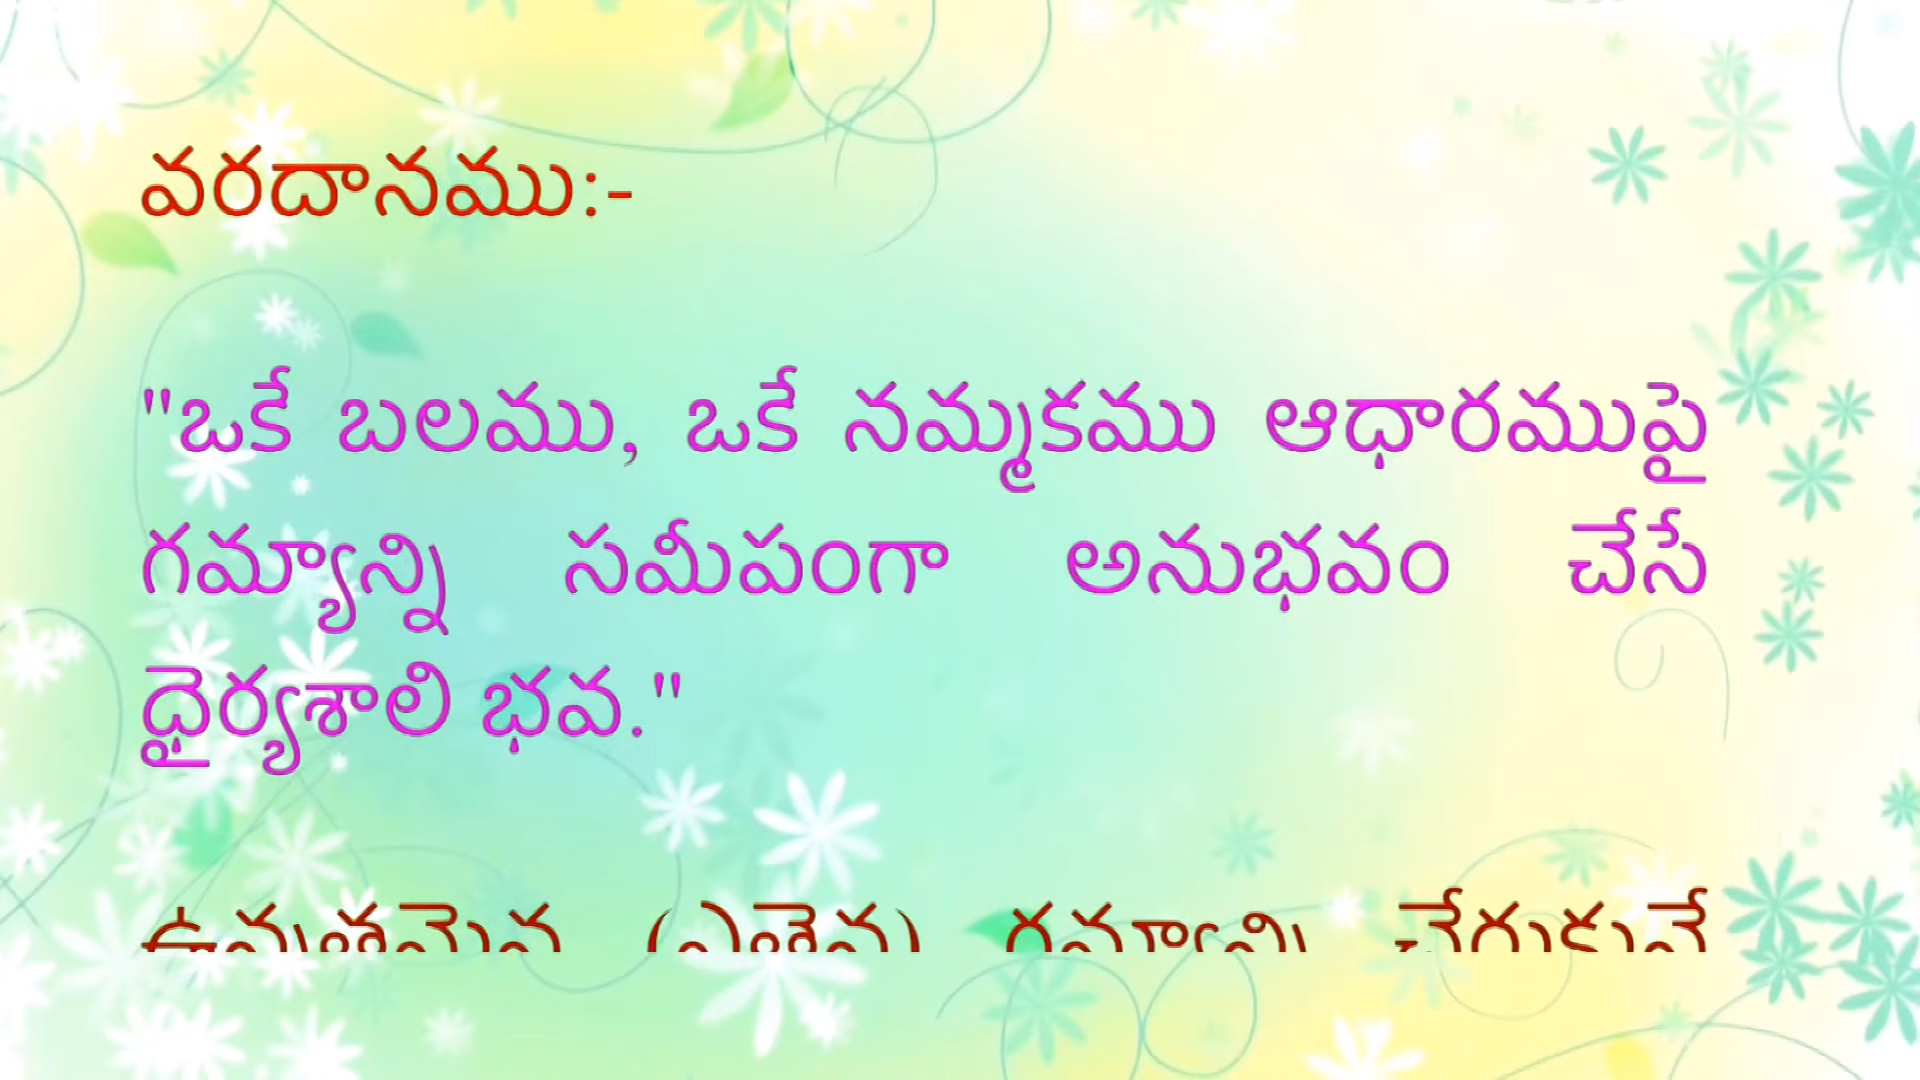 వరదానము:-
"ఒకే బలము, ఒకే నమ్మకము ఆధారముపై
గమ్యాన్ని సమీపంగా అనుభవం చేసే
ధైర్యశాలి భవ."